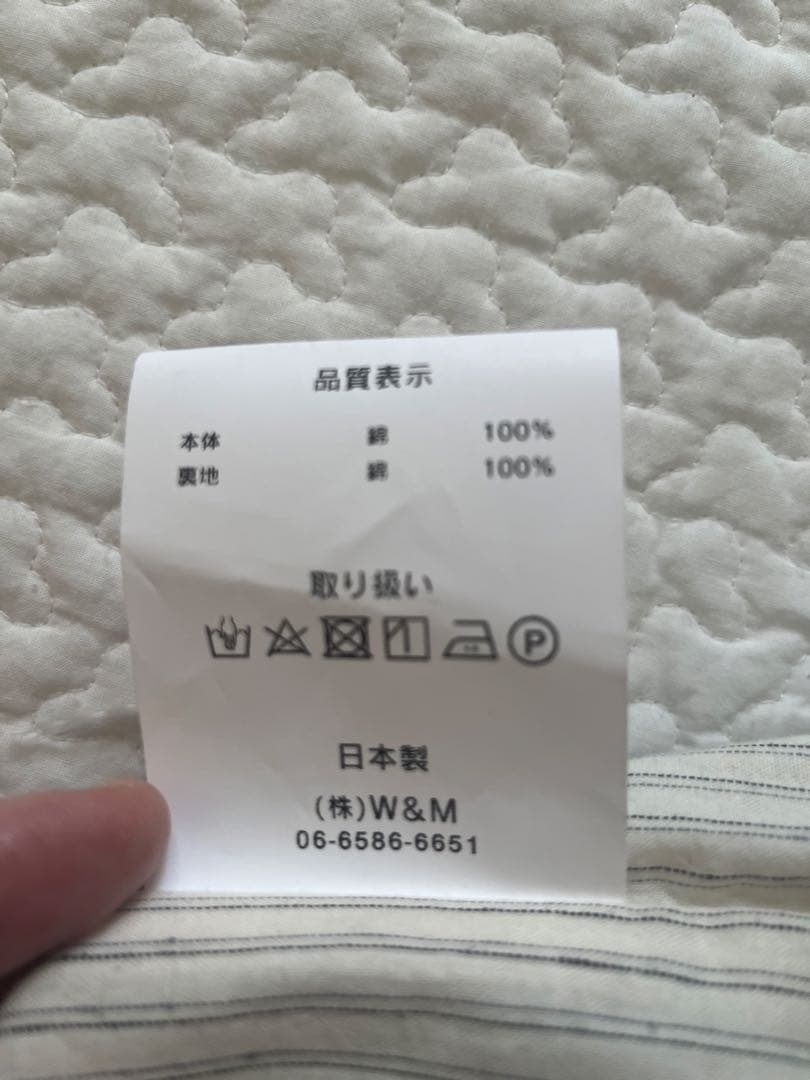 品質表示
本体 綿 100%
裏地 綿 100%
取り扱い
P
日本製
(株)W&M
06-6586-6651